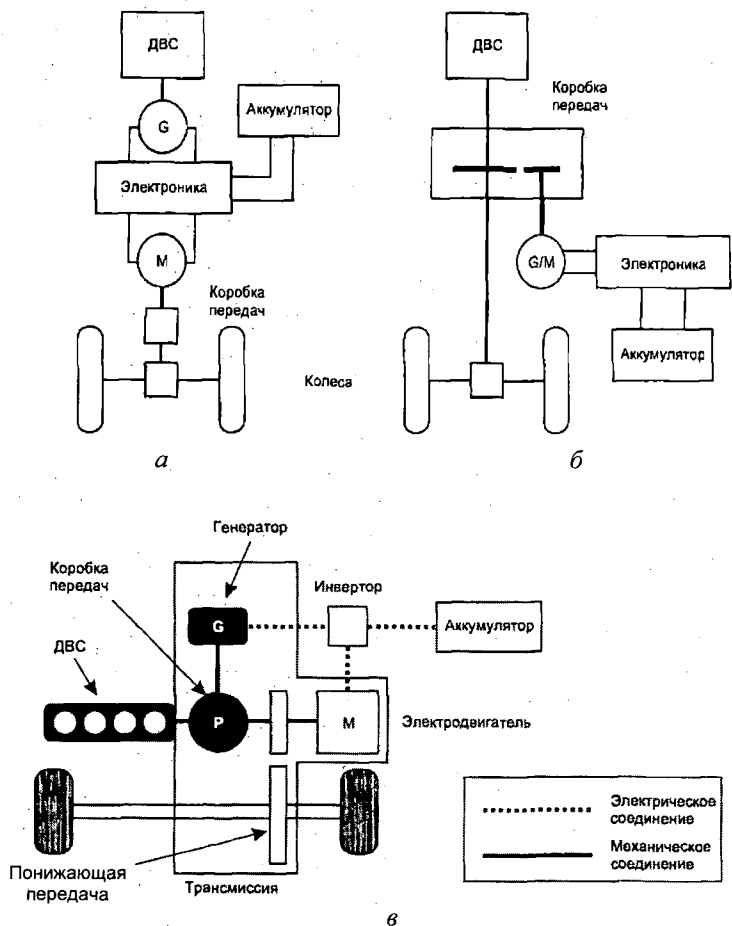 ДВС
G
Аккумулятор
Электроника
M
Коробка
передач
Колеса
а
ДВС
Коробка
передач
G/M
Электроника
Аккумулятор
б
Генератор
Коробка
передач
Инвертор
G
Аккумулятор
ДВС
P
M
Электродвигатель
Электрическое
соединение
Механическое
соединение
Понижающая
передача
Трансмиссия
в